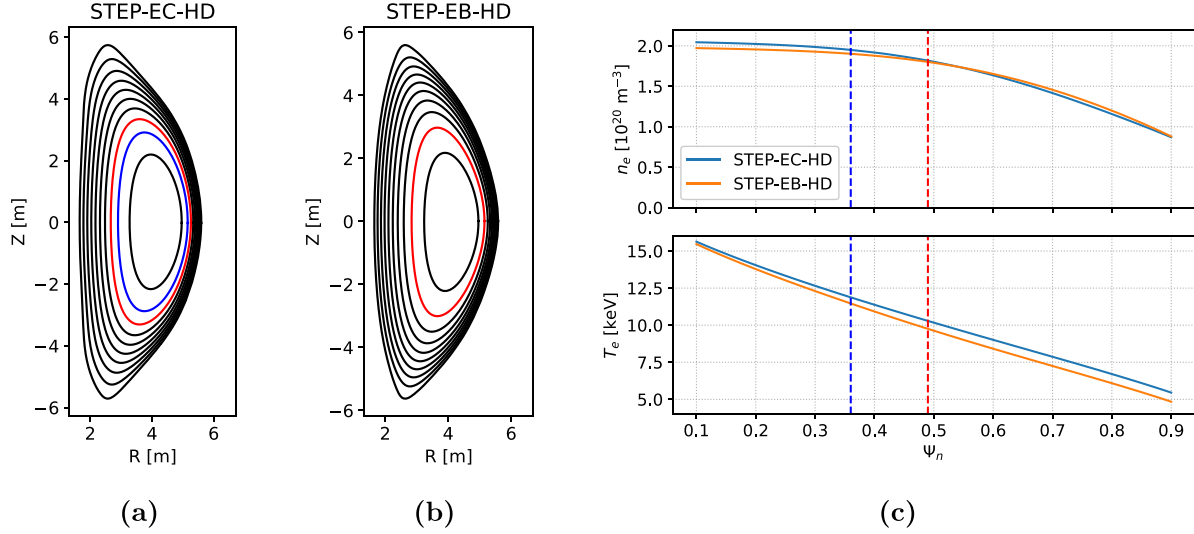 STEP-EC-HD
6
4
2
0
−2
−4
−6
Z [m]
2 4 6
R [m]
(a)
STEP-EB-HD
6
4
2
0
−2
−4
−6
Z [m]
2 4 6
R [m]
(b)
2.0
1.5
1.0
0.5
0.0
n_e [10^20 m^−3]
STEP-EC-HD
STEP-EB-HD
15.0
12.5
10.0
7.5
5.0
T_e [keV]
0.1 0.2 0.3 0.4 0.5 0.6 0.7 0.8 0.9
Ψ_n
(c)